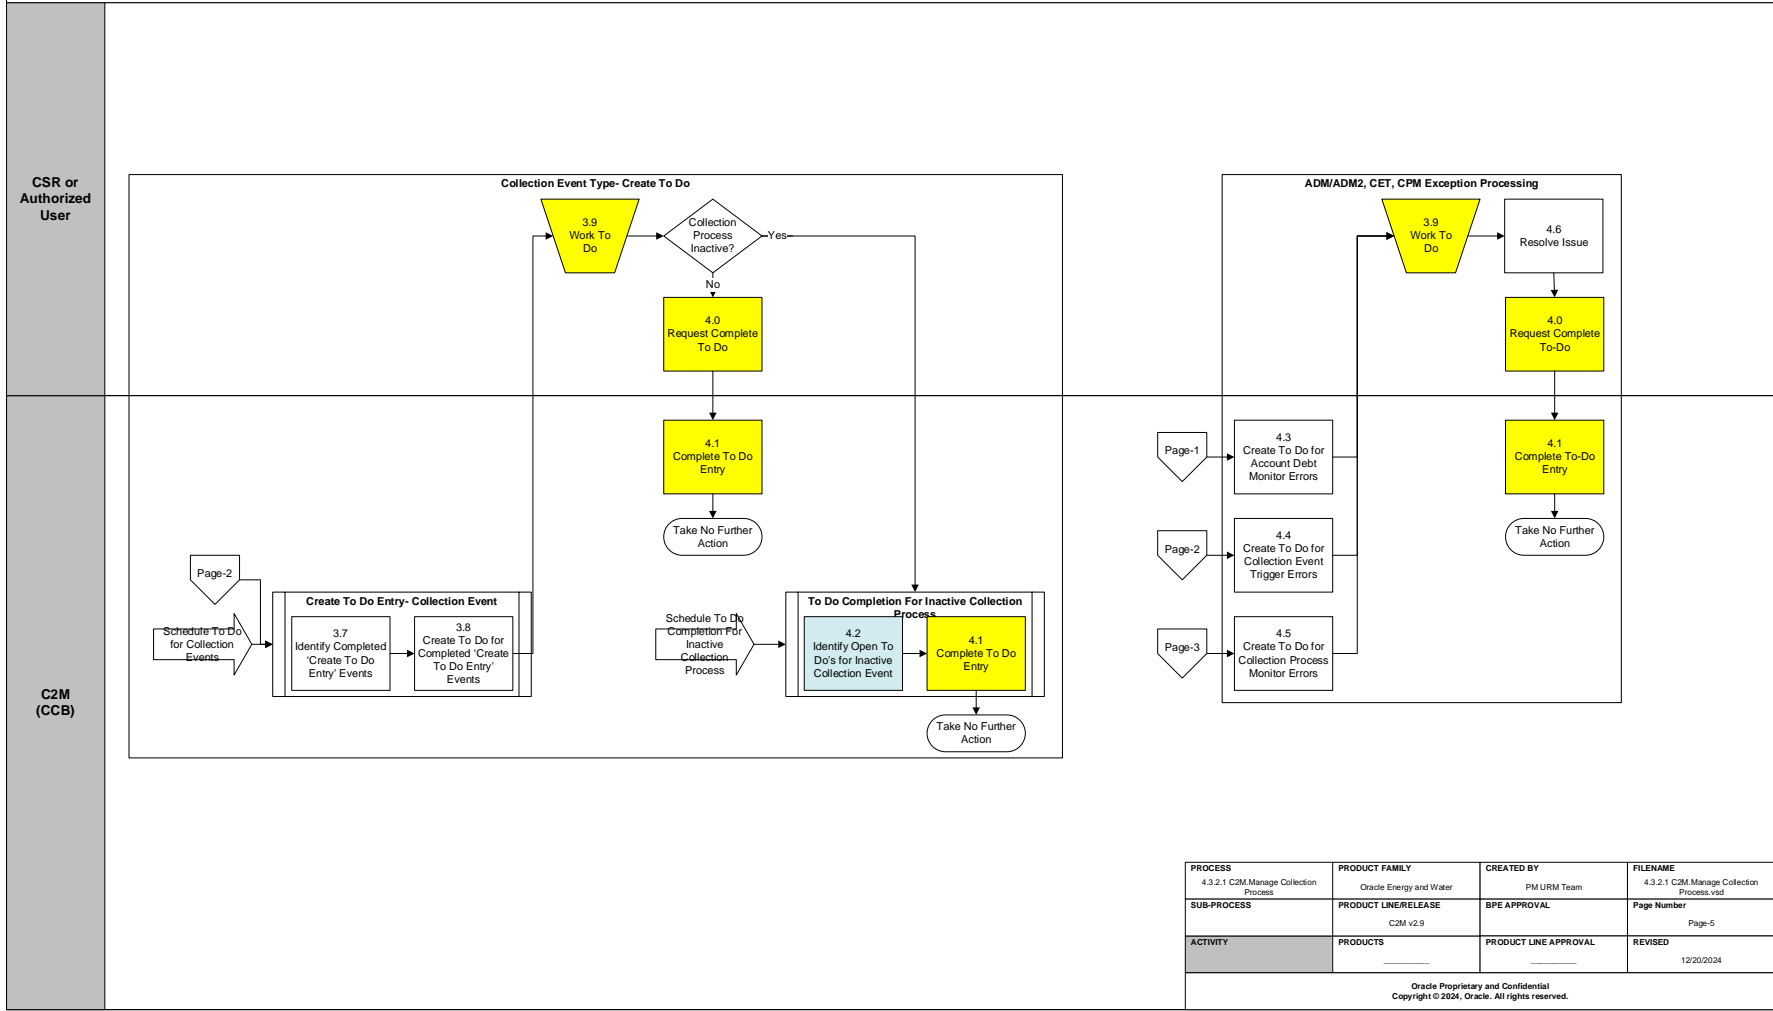 CSR or
Authorized
User
Collection Event Type- Create To Do
3.9
Work To
Do
Collection
Process
Inactive?
Yes
No
4.0
Request Complete
To Do
4.1
Complete To Do
Entry
Take No Further
Action
Page-2
Schedule To Do
for Collection
Events
Create To Do Entry- Collection Event
3.7
Identify Completed
‘Create To Do
Entry’ Events
3.8
Create To Do for
Completed ‘Create
To Do Entry’
Events
Schedule To Do
Completion For
Inactive
Collection
Process
To Do Completion For Inactive Collection
Process
4.2
Identify Open To
Do's for Inactive
Collection Event
4.1
Complete To Do
Entry
Take No Further
Action
ADM/ADM2, CET, CPM Exception Processing
3.9
Work To
Do
4.6
Resolve Issue
4.0
Request Complete
To-Do
4.1
Complete To-Do
Entry
Take No Further
Action
Page-1
4.3
Create To Do for
Account Debt
Monitor Errors
Page-2
4.4
Create To Do for
Collection Event
Trigger Errors
Page-3
4.5
Create To Do for
Collection Process
Monitor Errors
C2M
(CCB)
PROCESS
4.3.2.1 C2M.Manage Collection
Process
PRODUCT FAMILY
Oracle Energy and Water
CREATED BY
PM URM Team
FILENAME
4.3.2.1 C2M.Manage Collection
Process.vsd
SUB-PROCESS
PRODUCT LINE/RELEASE
C2M v2.9
BPE APPROVAL
Page Number
Page-5
ACTIVITY
PRODUCTS
PRODUCT LINE APPROVAL
REVISED
12/20/2024
Oracle Proprietary and Confidential
Copyright © 2024, Oracle. All rights reserved.